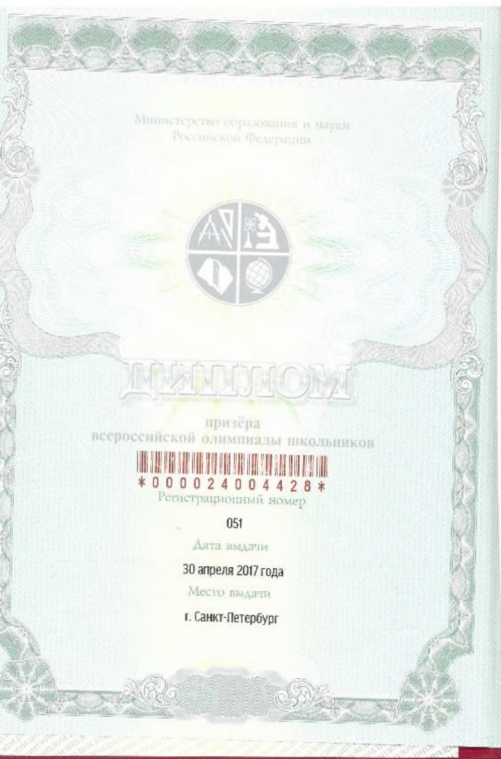 Министерство образования и науки
Российской Федерации
ДИПЛОМ
призёра
всероссийской олимпиады школьников
*000024004428*
Регистрационный номер
051
Дата выдачи
30 апреля 2017 года
Место выдачи
г. Санкт-Петербург